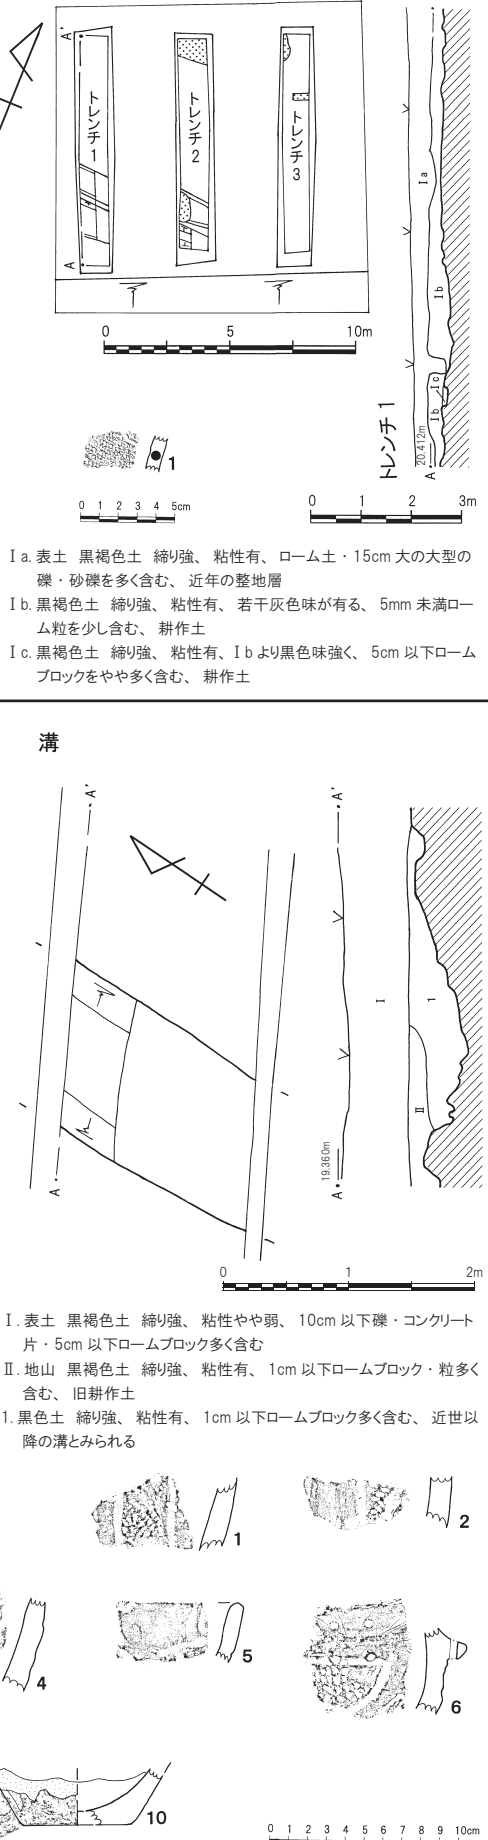 A'
トレンチ1
トレンチ2
トレンチ3
A
Ⅰa
Ⅰb
Ⅰc
Ⅰb
0 5 10m
トレンチ1
20.412m
A
1
0 1 2 3 4 5cm
0 1 2 3m
Ⅰa. 表土 黒褐色土 締り強、 粘性有、 ローム土・15cm 大の大型の
礫・砂礫を多く含む、 近年の整地層
Ⅰb. 黒褐色土 締り強、 粘性有、 若干灰色味が有る、 5mm 未満ロー
ム粒を少し含む、 耕作土
Ⅰc. 黒褐色土 締り強、 粘性有、Ⅰb より黒色味強く、 5cm 以下ローム
ブロックをやや多く含む、 耕作土
溝
A'
A'
Ⅰ
1
Ⅱ
A
19.360m
A
0 1 2m
Ⅰ. 表土 黒褐色土 締り強、 粘性やや弱、 10cm 以下礫・コンクリート
片・5cm 以下ロームブロック多く含む
Ⅱ. 地山 黒褐色土 締り強、 粘性有、 1cm 以下ロームブロック・粒多く
含む、 旧耕作土
1. 黒色土 締り強、 粘性有、 1cm 以下ロームブロック多く含む、 近世以
降の溝とみられる
1
2
4
5
6
10
0 1 2 3 4 5 6 7 8 9 10cm